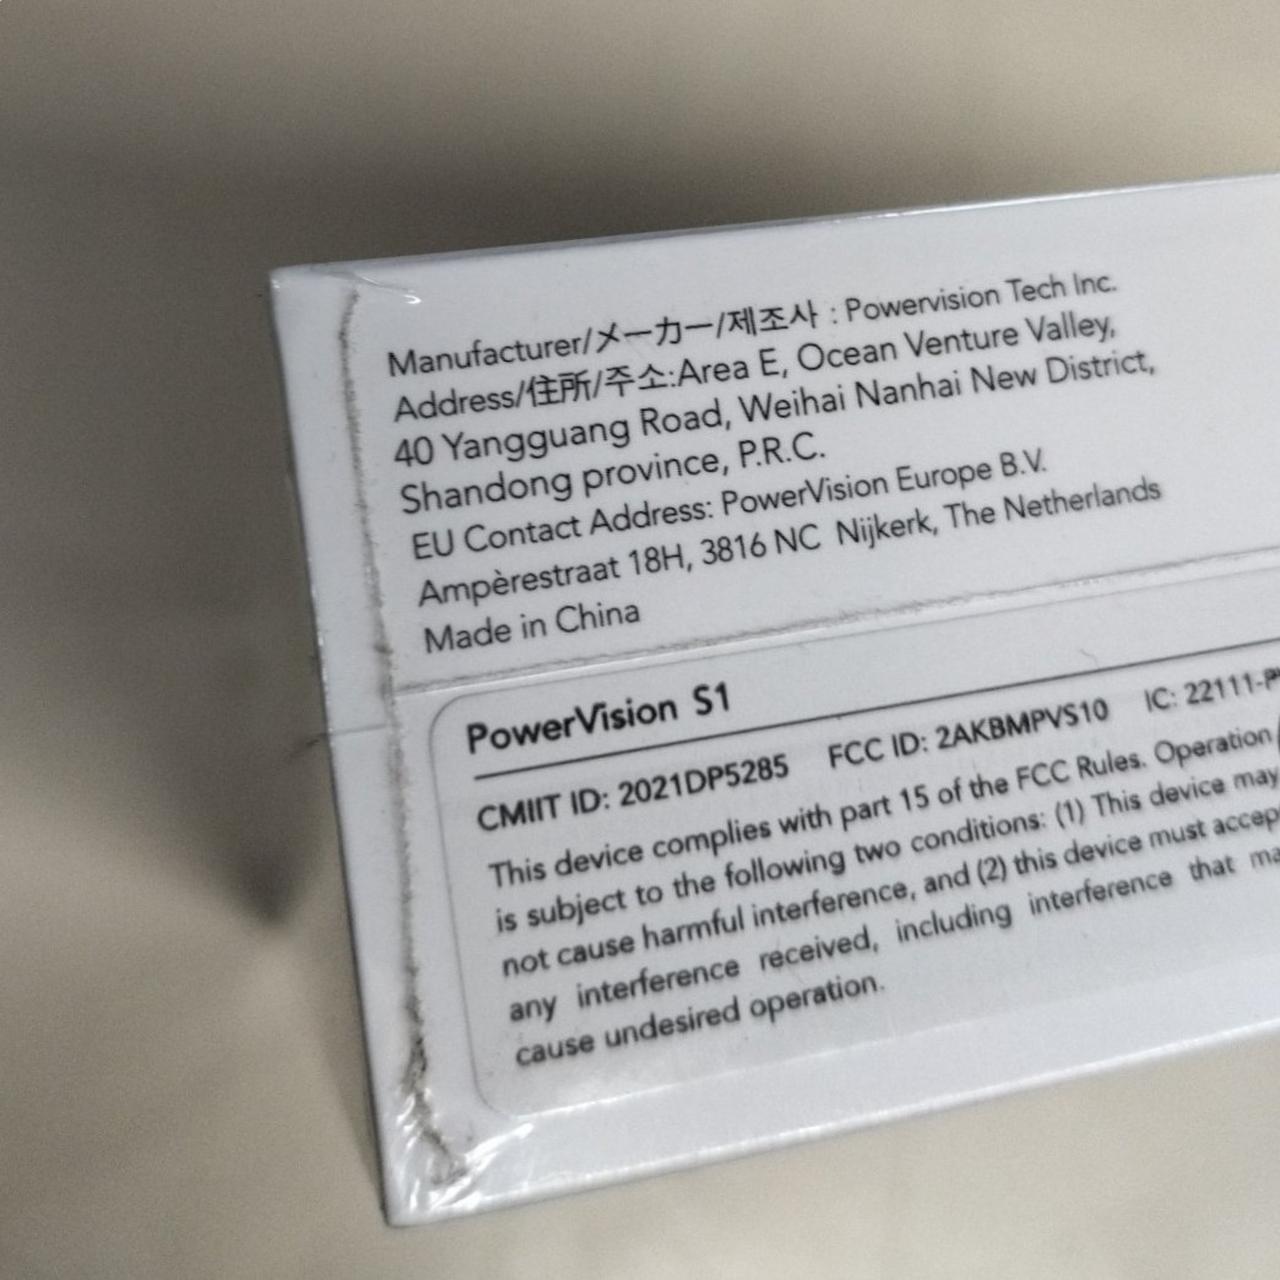 Manufacturer/メーカー/제조사 : Powervision Tech Inc.
Address/住所/주소:Area E, Ocean Venture Valley,
40 Yangguang Road, Weihai Nanhai New District,
Shandong province, P.R.C.
EU Contact Address: PowerVision Europe B.V.
Ampèrestraat 18H, 3816 NC Nijkerk, The Netherlands
Made in China
PowerVision S1
CMIIT ID: 2021DP5285 FCC ID: 2AKBMPVS10 IC: 22111-P
This device complies with part 15 of the FCC Rules. Operation
is subject to the following two conditions: (1) This device may
not cause harmful interference, and (2) this device must accep
any interference received, including interference that ma
cause undesired operation.